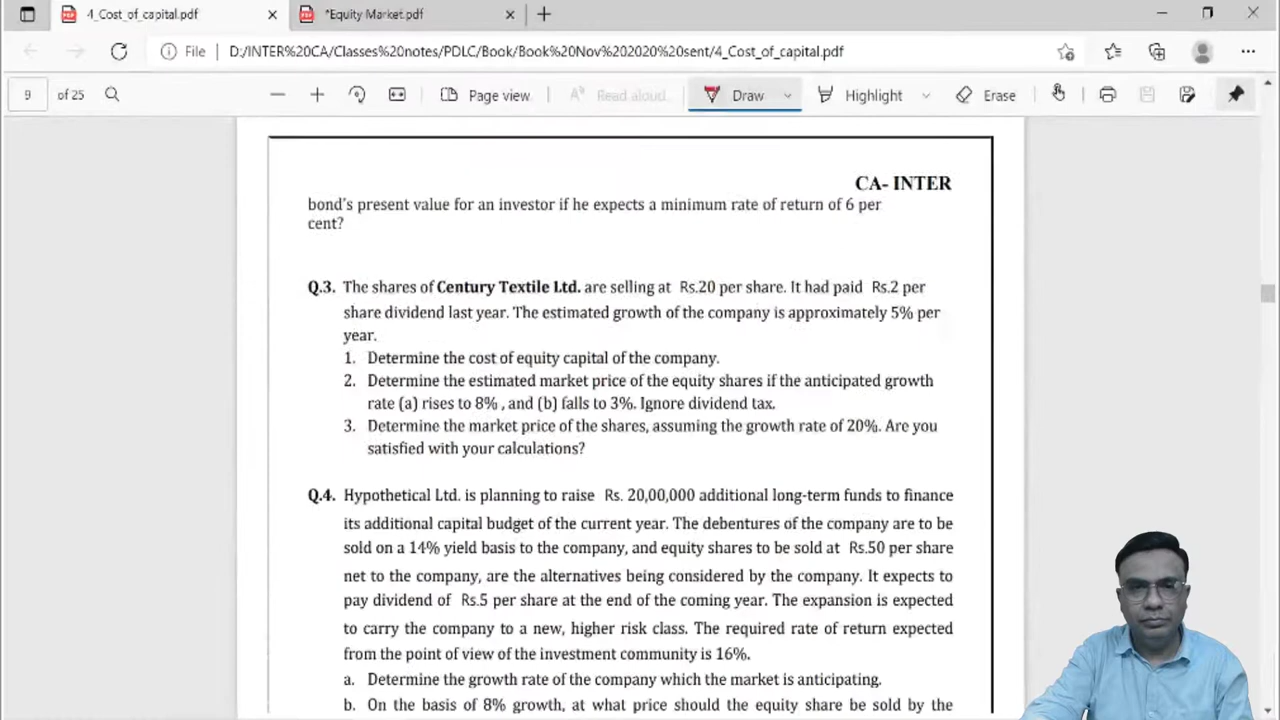 4_Cost_of_capital.pdf
*Equity Market.pdf
File
D:/INTER%20CA/Classes%20notes/PDLC/Book/Book%20Nov%202020%20sent/4_Cost_of_capital.pdf
9 of 25
Page view
Read aloud
Draw
Highlight
Erase
CA- INTER
bond's present value for an investor if he expects a minimum rate of return of 6 per
cent?
Q.3. The shares of Century Textile Ltd. are selling at Rs.20 per share. It had paid Rs.2 per
share dividend last year. The estimated growth of the company is approximately 5% per
year.
1. Determine the cost of equity capital of the company.
2. Determine the estimated market price of the equity shares if the anticipated growth
rate (a) rises to 8% , and (b) falls to 3%. Ignore dividend tax.
3. Determine the market price of the shares, assuming the growth rate of 20%. Are you
satisfied with your calculations?
Q.4. Hypothetical Ltd. is planning to raise Rs. 20,00,000 additional long-term funds to finance
its additional capital budget of the current year. The debentures of the company are to be
sold on a 14% yield basis to the company, and equity shares to be sold at Rs.50 per share
net to the company, are the alternatives being considered by the company. It expects to
pay dividend of Rs.5 per share at the end of the coming year. The expansion is expected
to carry the company to a new, higher risk class. The required rate of return expected
from the point of view of the investment community is 16%.
a. Determine the growth rate of the company which the market is anticipating.
b. On the basis of 8% growth, at what price should the equity share be sold by the